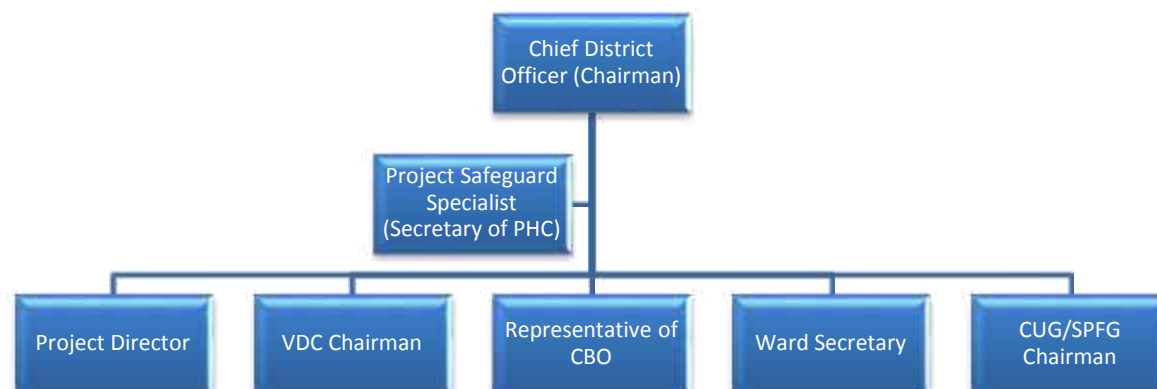 Chief District
Officer (Chairman)
Project Safeguard
Specialist
(Secretary of PHC)
Project Director
VDC Chairman
Representative of
CBO
Ward Secretary
CUG/SPFG
Chairman